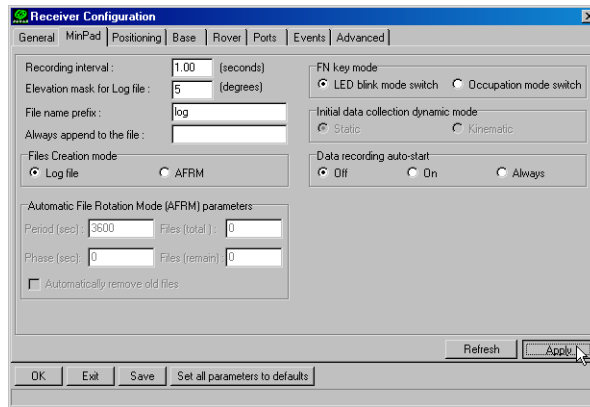 Receiver Configuration
General MinPad Positioning Base Rover Ports Events Advanced
Recording interval : 1.00 (seconds)
Elevation mask for Log file : 5 (degrees)
File name prefix : log
Always append to the file :
Files Creation mode
Log file AFRM
Automatic File Rotation Mode (AFRM) parameters
Period (sec) : 3600 Files (total ) : 0
Phase (sec): 0 Files (remain) : 0
Automatically remove old files
FN key mode
LED blink mode switch Occupation mode switch
Initial data collection dynamic mode
Static Kinematic
Data recording auto-start
Off On Always
Refresh Apply
OK Exit Save Set all parameters to defaults